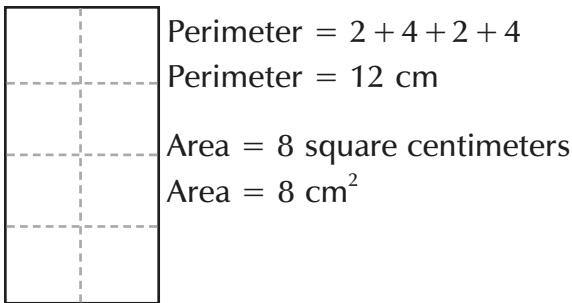 Perimeter = 2 + 4 + 2 + 4
Perimeter = 12 cm
Area = 8 square centimeters
Area = 8 cm²